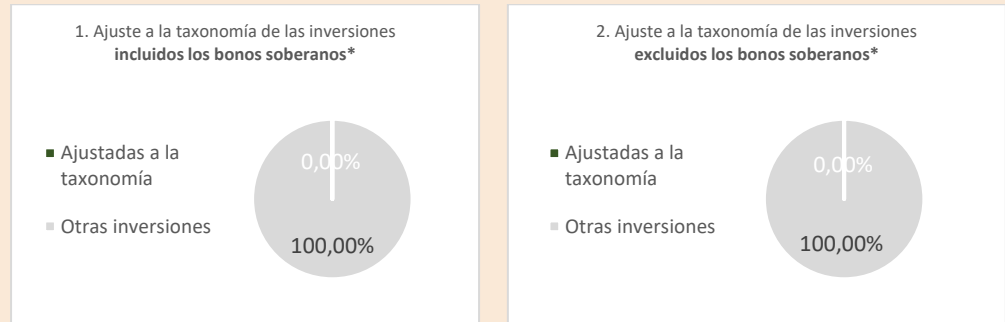 1. Ajuste a la taxonomía de las inversiones
incluidos los bonos soberanos*
Ajustadas a la
taxonomía
Otras inversiones
0,00%
100,00%
2. Ajuste a la taxonomía de las inversiones
excluidos los bonos soberanos*
Ajustadas a la
taxonomía
Otras inversiones
0,00%
100,00%